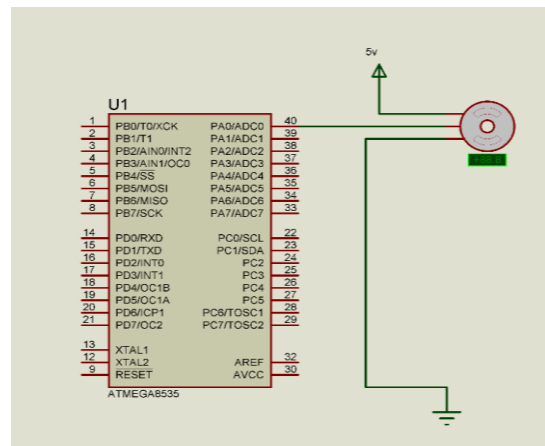 5v
U1
1 PB0/T0/XCK PA0/ADC0 40
2 PB1/T1 PA1/ADC1 39
3 PB2/AIN0/INT2 PA2/ADC2 38
4 PB3/AIN1/OC0 PA3/ADC3 37
5 PB4/SS PA4/ADC4 36
6 PB5/MOSI PA5/ADC5 35
7 PB6/MISO PA6/ADC6 34
8 PB7/SCK PA7/ADC7 33
14 PD0/RXD PC0/SCL 22
15 PD1/TXD PC1/SDA 23
16 PD2/INT0 PC2 24
17 PD3/INT1 PC3 25
18 PD4/OC1B PC4 26
19 PD5/OC1A PC5 27
20 PD6/ICP1 PC6/TOSC1 28
21 PD7/OC2 PC7/TOSC2 29
13 XTAL1
12 XTAL2 AREF 32
9 RESET AVCC 30
ATMEGA8535